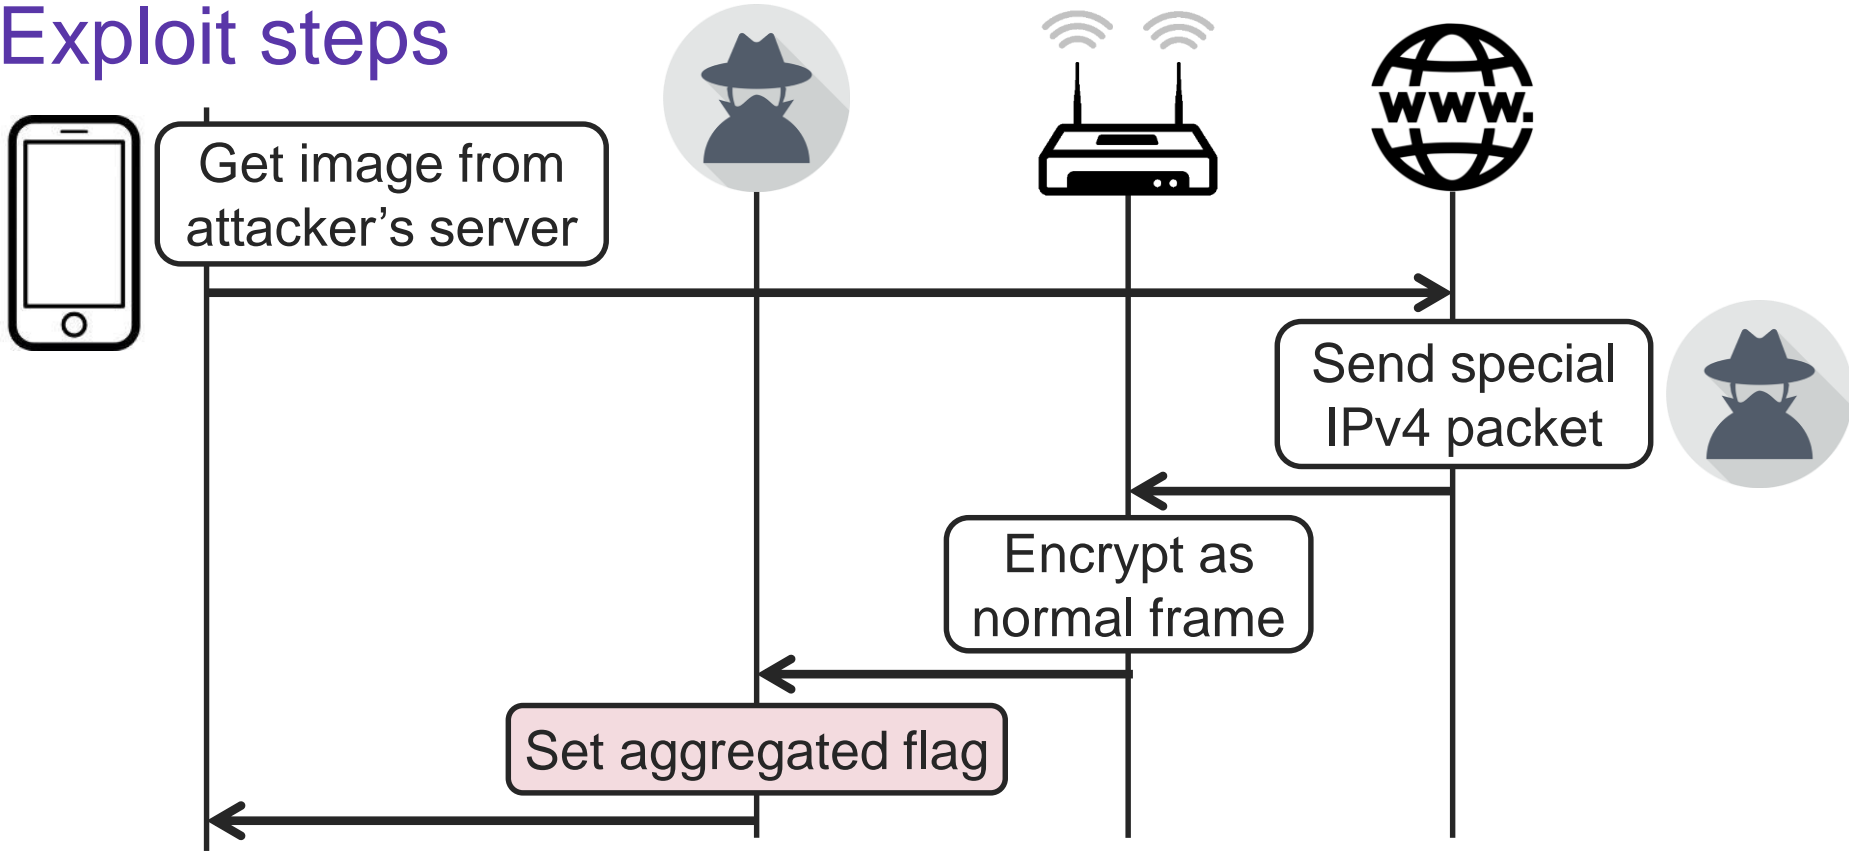 Exploit steps
www.
Get image from
attacker’s server
Send special
IPv4 packet
Encrypt as
normal frame
Set aggregated flag